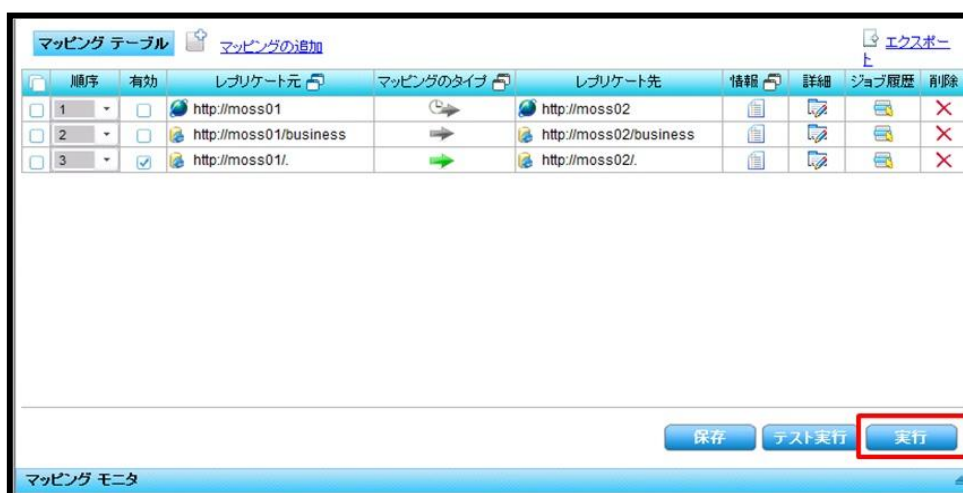 マッピング テーブル マッピングの追加 エクスポー
ト
順序 有効 レプリケート元 マッピングのタイプ レプリケート先 情報 詳細 ジョブ履歴 削除
1 http://moss01 http://moss02
2 http://moss01/business http://moss02/business
3 http://moss01/. http://moss02/.
保存 テスト実行 実行
マッピング モニタ